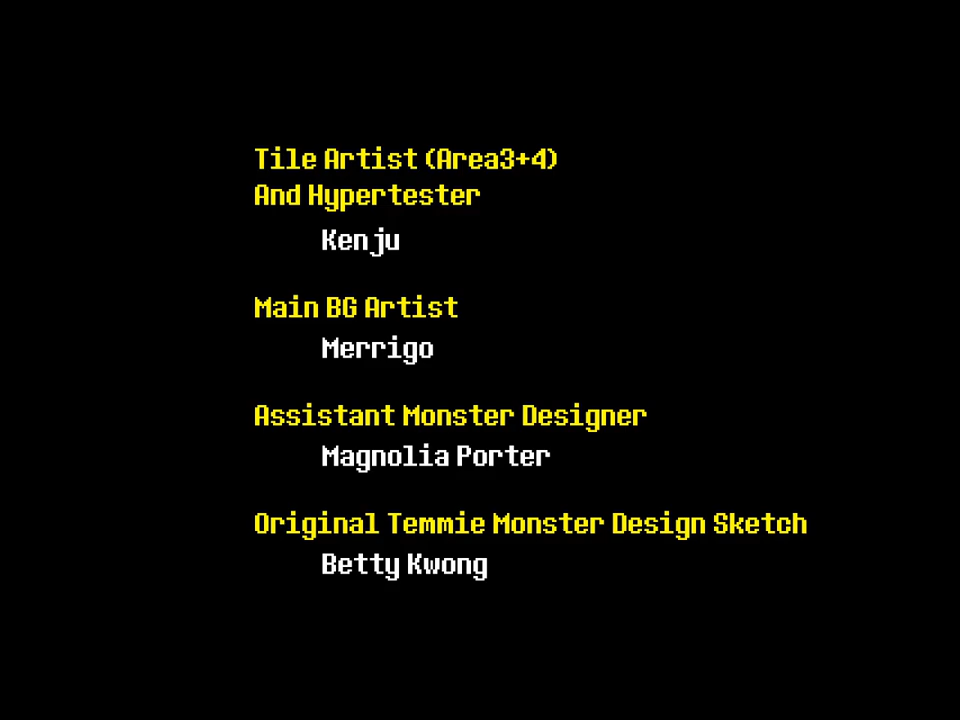 Tile Artist (Area3+4)
And Hypertester
Kenju
Main BG Artist
Merrigo
Assistant Monster Designer
Magnolia Porter
Original Temmie Monster Design Sketch
Betty Kwong